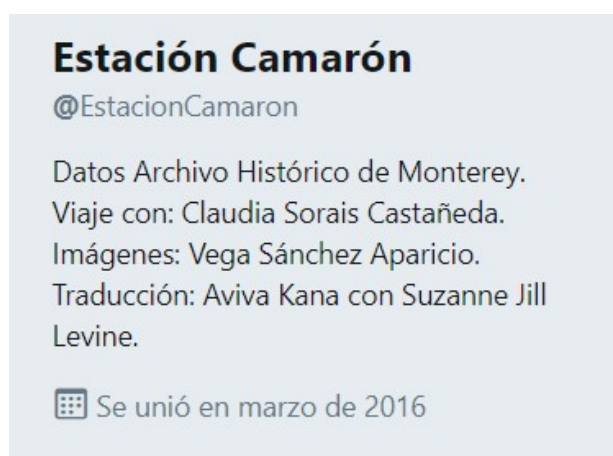 Estación Camarón
@EstacionCamaron
Datos Archivo Histórico de Monterey.
Viaje con: Claudia Sorais Castañeda.
Imágenes: Vega Sánchez Aparicio.
Traducción: Aviva Kana con Suzanne Jill
Levine.
Se unió en marzo de 2016